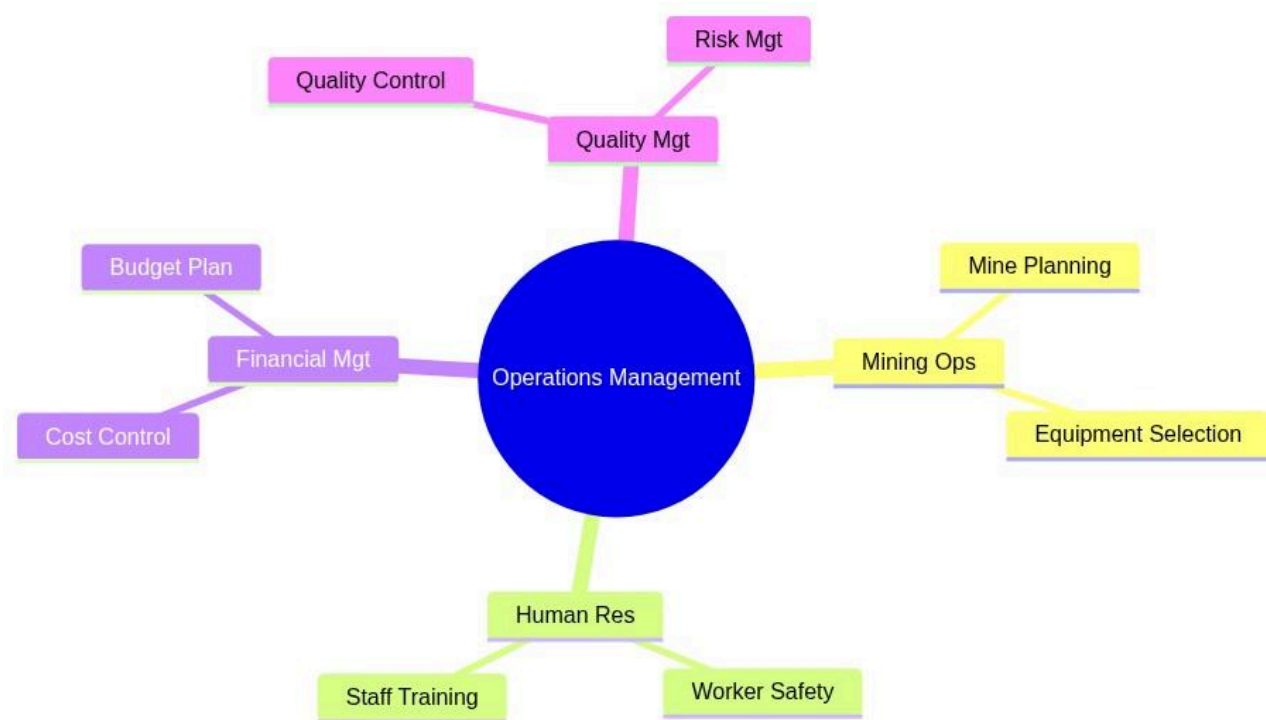 Risk Mgt
Quality Control
Quality Mgt
Mine Planning
Budget Plan
Financial Mgt
Mining Ops
Operations Management
Cost Control
Equipment Selection
Human Res
Staff Training
Worker Safety